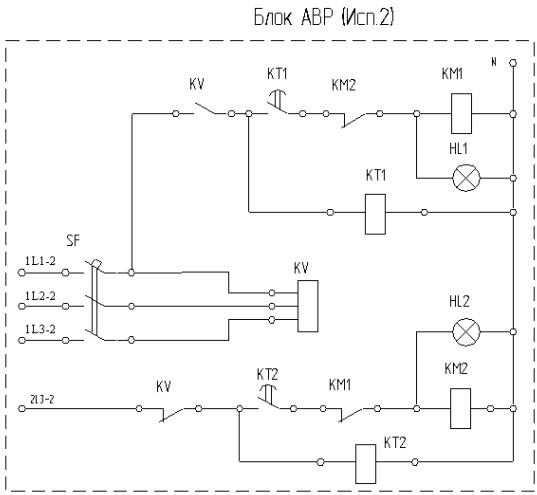 Блок АВР (Исп.2)
N
KV
KT1
KM2
KM1
HL1
KT1
SF
1L1-2
1L2-2
1L3-2
KV
HL2
KM2
2L3-2
KV
KT2
KM1
KT2